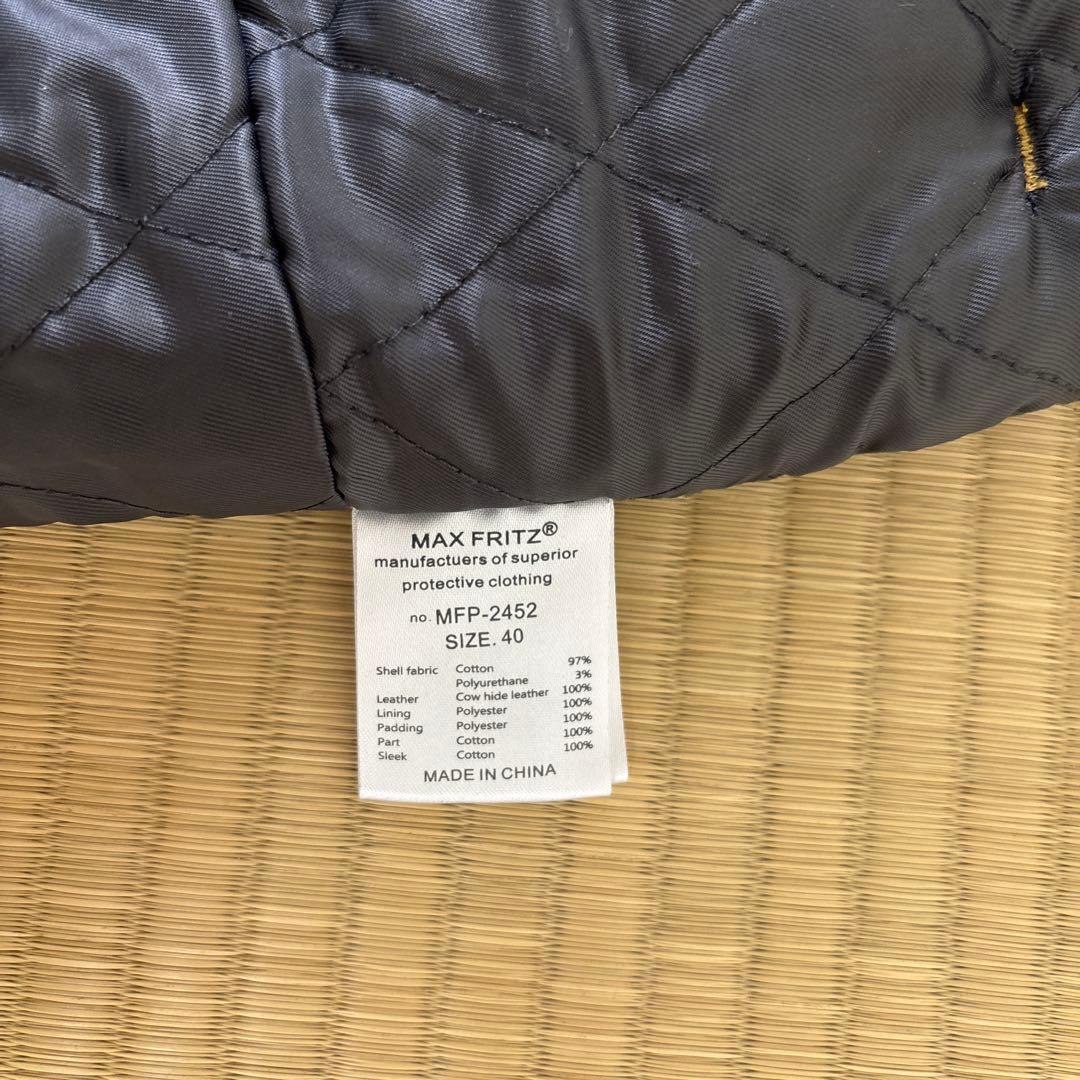 MAX FRITZ®
manufactuers of superior
protective clothing
no. MFP-2452
SIZE. 40
Shell fabric Cotton 97%
Polyurethane 3%
Leather Cow hide leather 100%
Lining Polyester 100%
Padding Polyester 100%
Part Cotton 100%
Sleek Cotton 100%
MADE IN CHINA